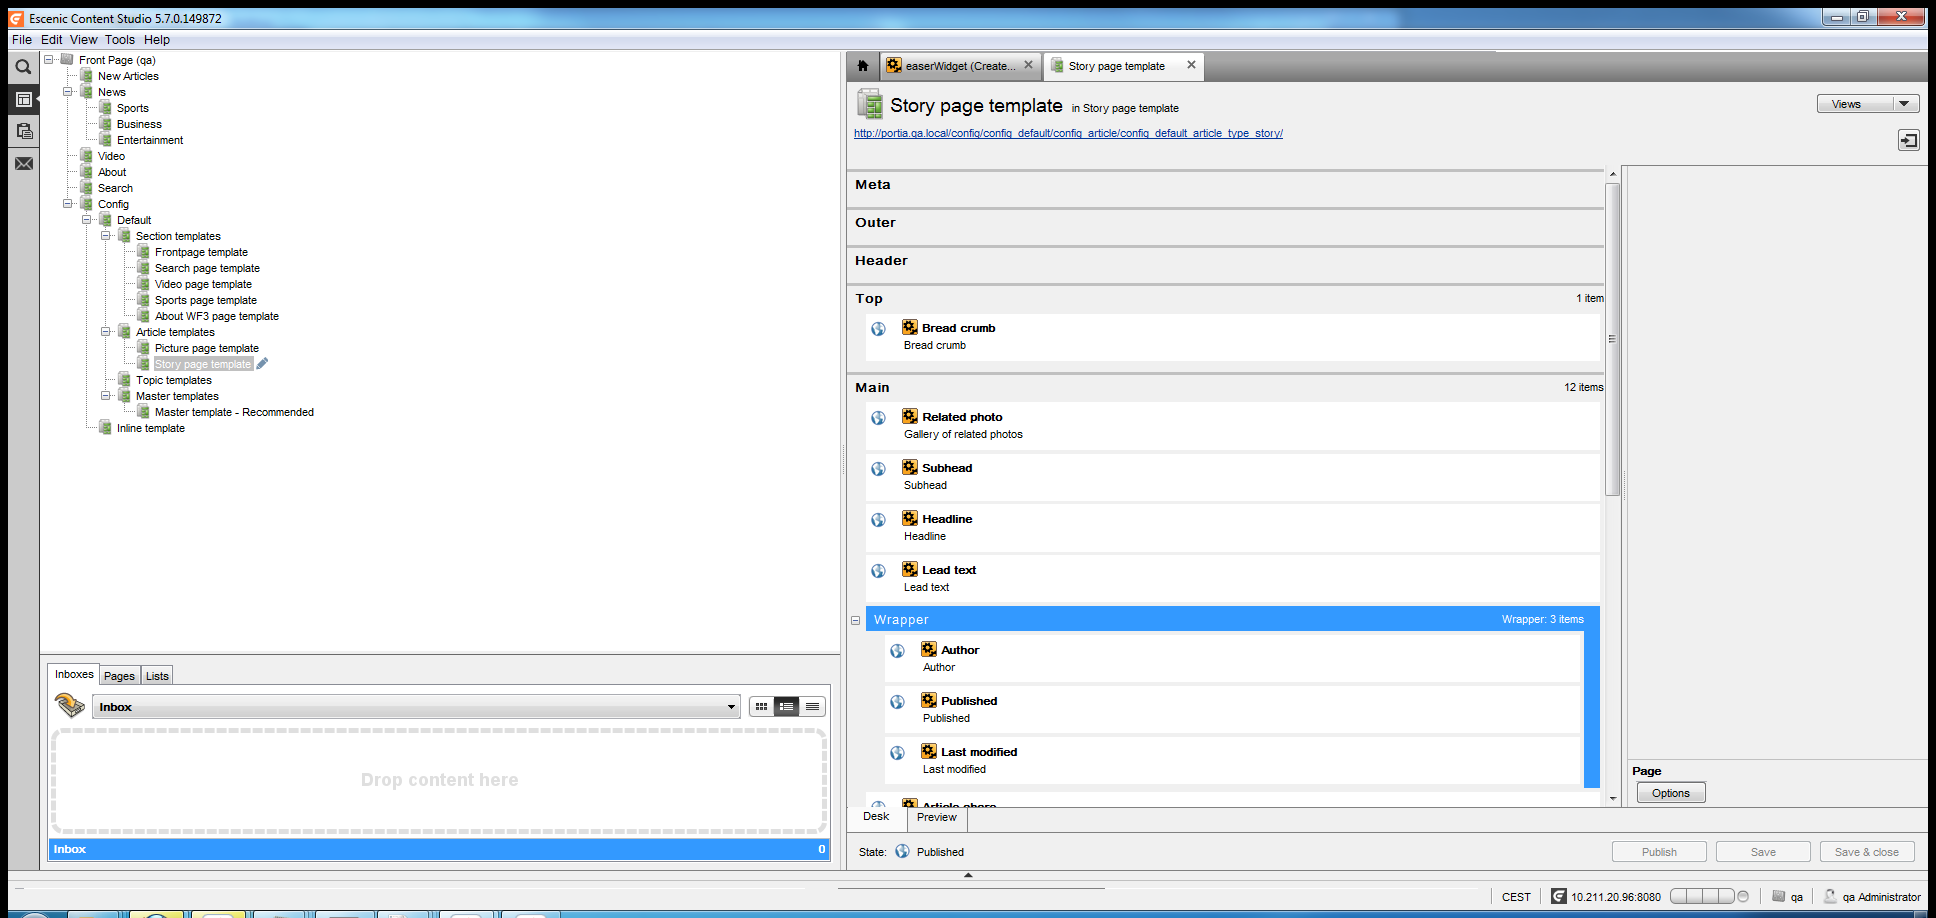 Escenic Content Studio 5.7.0.149872
File Edit View Tools Help
Front Page (qa)
New Articles
News
Sports
Business
Entertainment
Video
About
Search
Config
Default
Section templates
Frontpage template
Search page template
Video page template
Sports page template
About WF3 page template
Article templates
Picture page template
Story page template
Topic templates
Master templates
Master template - Recommended
Inline template
Inboxes Pages Lists
Inbox
Drop content here
Inbox 0
easerWidget (Create... Story page template
Story page template in Story page template
Views
http://portia.qa.local/config/config_default/config_article/config_default_article_type_story/
Meta
Outer
Header
Top 1 item
Bread crumb
Bread crumb
Main 12 items
Related photo
Gallery of related photos
Subhead
Subhead
Headline
Headline
Lead text
Lead text
Wrapper Wrapper: 3 items
Author
Author
Published
Published
Last modified
Last modified
Article share
Page
Options
Desk Preview
State: Published
Publish Save Save & close
CEST 10.211.20.96:8080 qa qa Administrator